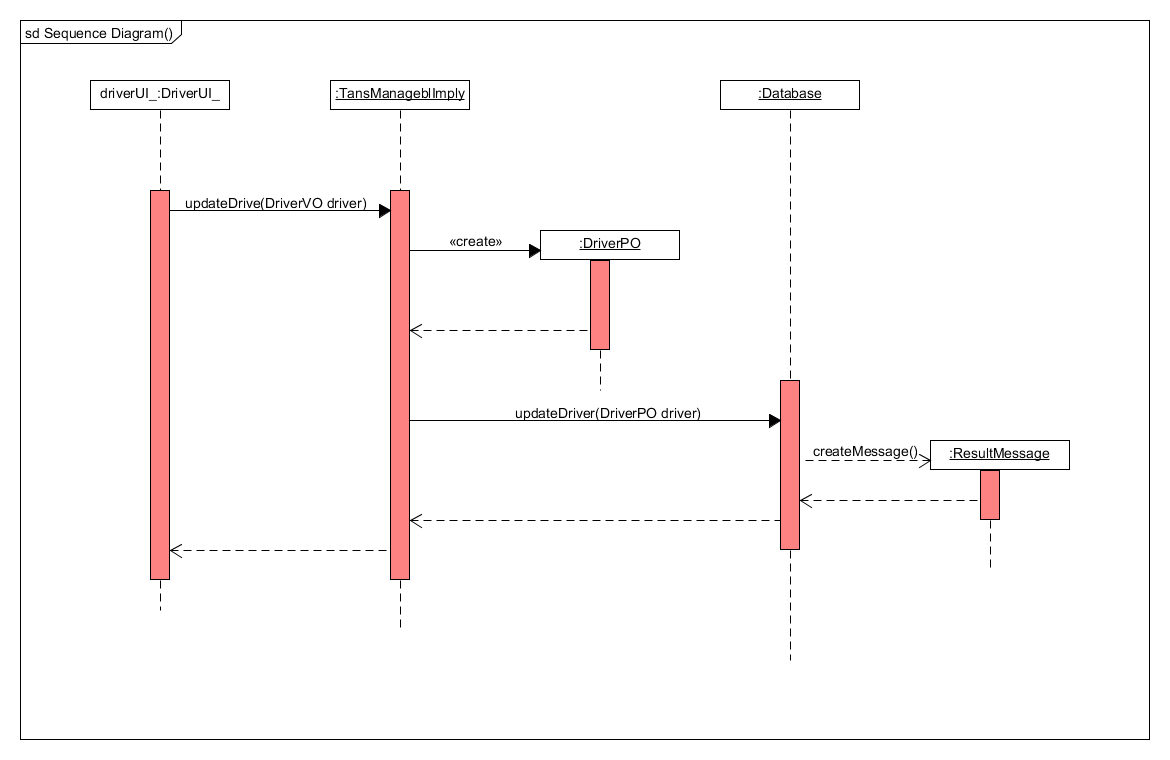 sd Sequence Diagram()
driverUI_:DriverUI_
:TansManageblImply
:Database
updateDrive(DriverVO driver)
«create»
:DriverPO
updateDriver(DriverPO driver)
createMessage()
:ResultMessage